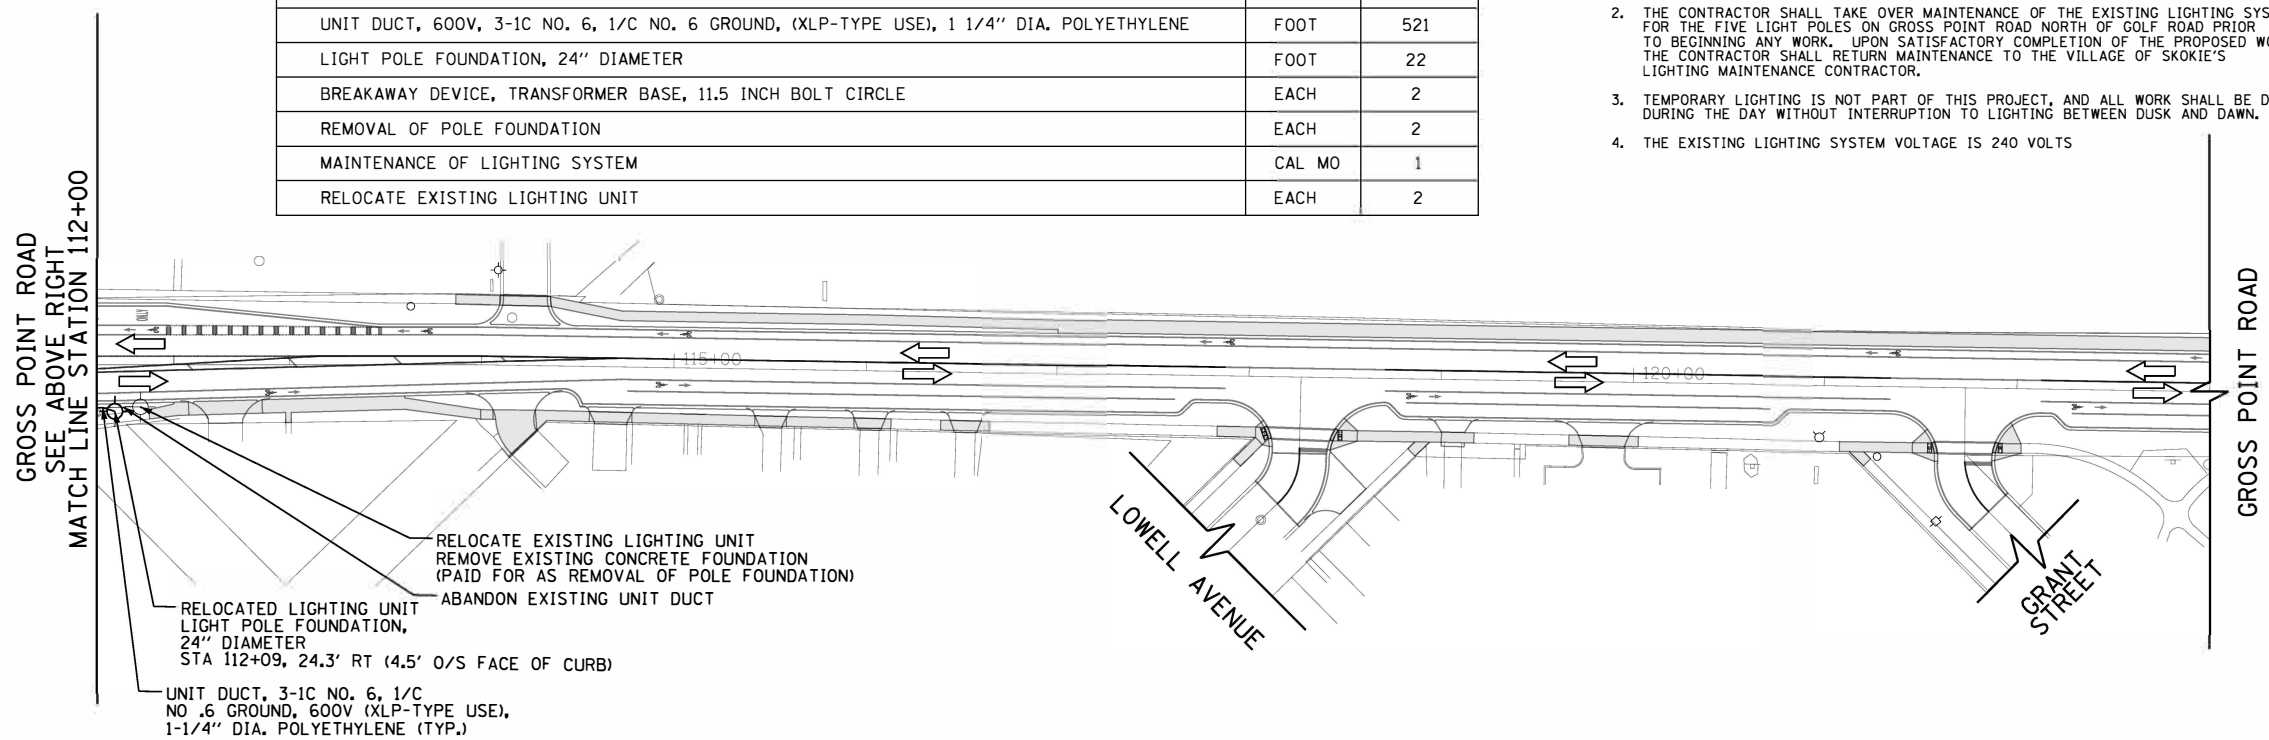 UNIT DUCT, 600V, 3-1C NO. 6, 1/C NO. 6 GROUND, (XLP-TYPE USE), 1 1/4" DIA. POLYETHYLENE FOOT 521
LIGHT POLE FOUNDATION, 24" DIAMETER FOOT 22
BREAKAWAY DEVICE, TRANSFORMER BASE, 11.5 INCH BOLT CIRCLE EACH 2
REMOVAL OF POLE FOUNDATION EACH 2
MAINTENANCE OF LIGHTING SYSTEM CAL MO 1
RELOCATE EXISTING LIGHTING UNIT EACH 2
2. THE CONTRACTOR SHALL TAKE OVER MAINTENANCE OF THE EXISTING LIGHTING SYS
FOR THE FIVE LIGHT POLES ON GROSS POINT ROAD NORTH OF GOLF ROAD PRIOR
TO BEGINNING ANY WORK. UPON SATISFACTORY COMPLETION OF THE PROPOSED WO
THE CONTRACTOR SHALL RETURN MAINTENANCE TO THE VILLAGE OF SKOKIE'S
LIGHTING MAINTENANCE CONTRACTOR.
3. TEMPORARY LIGHTING IS NOT PART OF THIS PROJECT, AND ALL WORK SHALL BE D
DURING THE DAY WITHOUT INTERRUPTION TO LIGHTING BETWEEN DUSK AND DAWN.
4. THE EXISTING LIGHTING SYSTEM VOLTAGE IS 240 VOLTS
GROSS POINT ROAD
SEE ABOVE RIGHT
MATCH LINE STATION 112+00
ONLY
115+00
120+00
GROSS POINT ROAD
LOWELL AVENUE
GRANT
STREET
RELOCATE EXISTING LIGHTING UNIT
REMOVE EXISTING CONCRETE FOUNDATION
(PAID FOR AS REMOVAL OF POLE FOUNDATION)
ABANDON EXISTING UNIT DUCT
RELOCATED LIGHTING UNIT
LIGHT POLE FOUNDATION,
24" DIAMETER
STA 112+09, 24.3' RT (4.5' O/S FACE OF CURB)
UNIT DUCT, 3-1C NO. 6, 1/C
NO .6 GROUND, 600V (XLP-TYPE USE),
1-1/4" DIA. POLYETHYLENE (TYP.)